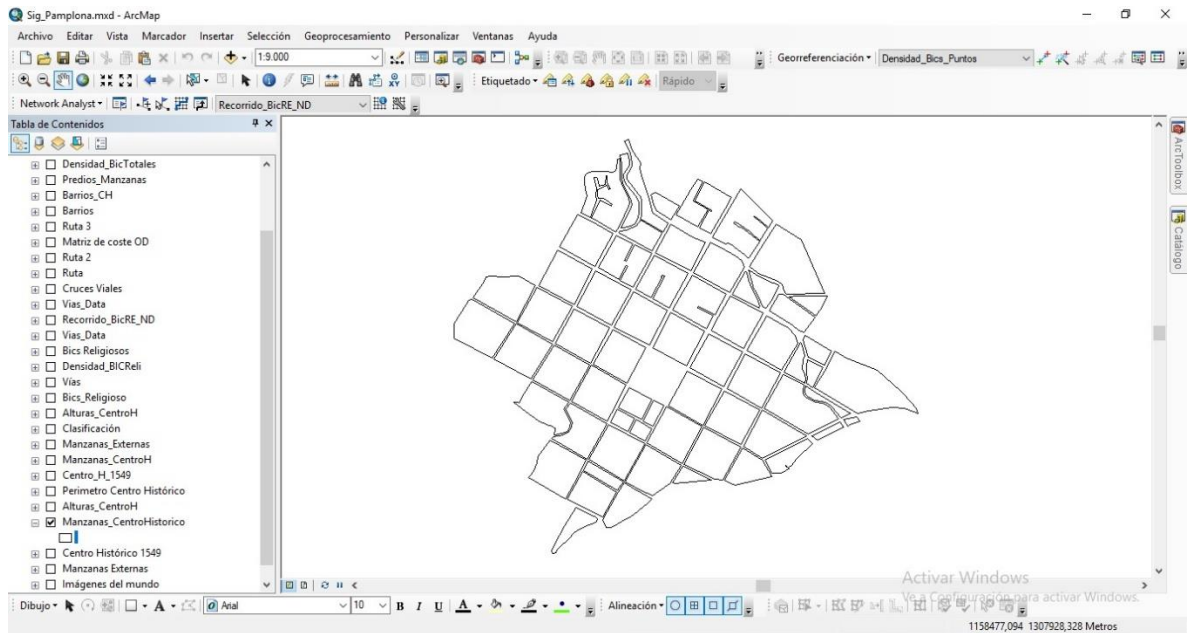 Sig_Pamplona.mxd - ArcMap
Archivo Editar Vista Marcador Insertar Selección Geoprocesamiento Personalizar Ventanas Ayuda
1:9.000
Georreferenciación
Densidad_Bics_Puntos
Etiquetado
Rápido
Network Analyst
Recorrido_BicRE_ND
Tabla de Contenidos
Densidad_BicTotales
Predios_Manzanas
Barrios_CH
Barrios
Ruta 3
Matriz de coste OD
Ruta 2
Ruta
Cruces Viales
Vias_Data
Recorrido_BicRE_ND
Vias_Data
Bics Religiosos
Densidad_BICReli
Vías
Bics_Religioso
Alturas_CentroH
Clasificación
Manzanas_Externas
Manzanas_CentroH
Centro_H_1549
Perimetro Centro Histórico
Alturas_CentroH
Manzanas_CentroHistorico
Centro Histórico 1549
Manzanas Externas
Imágenes del mundo
ArcToolbox
Catálogo
Activar Windows
Ve a Configuración para activar Windows.
Dibujo
Arial
10
N K S
Alineación
1158477,094 1307928,328 Metros